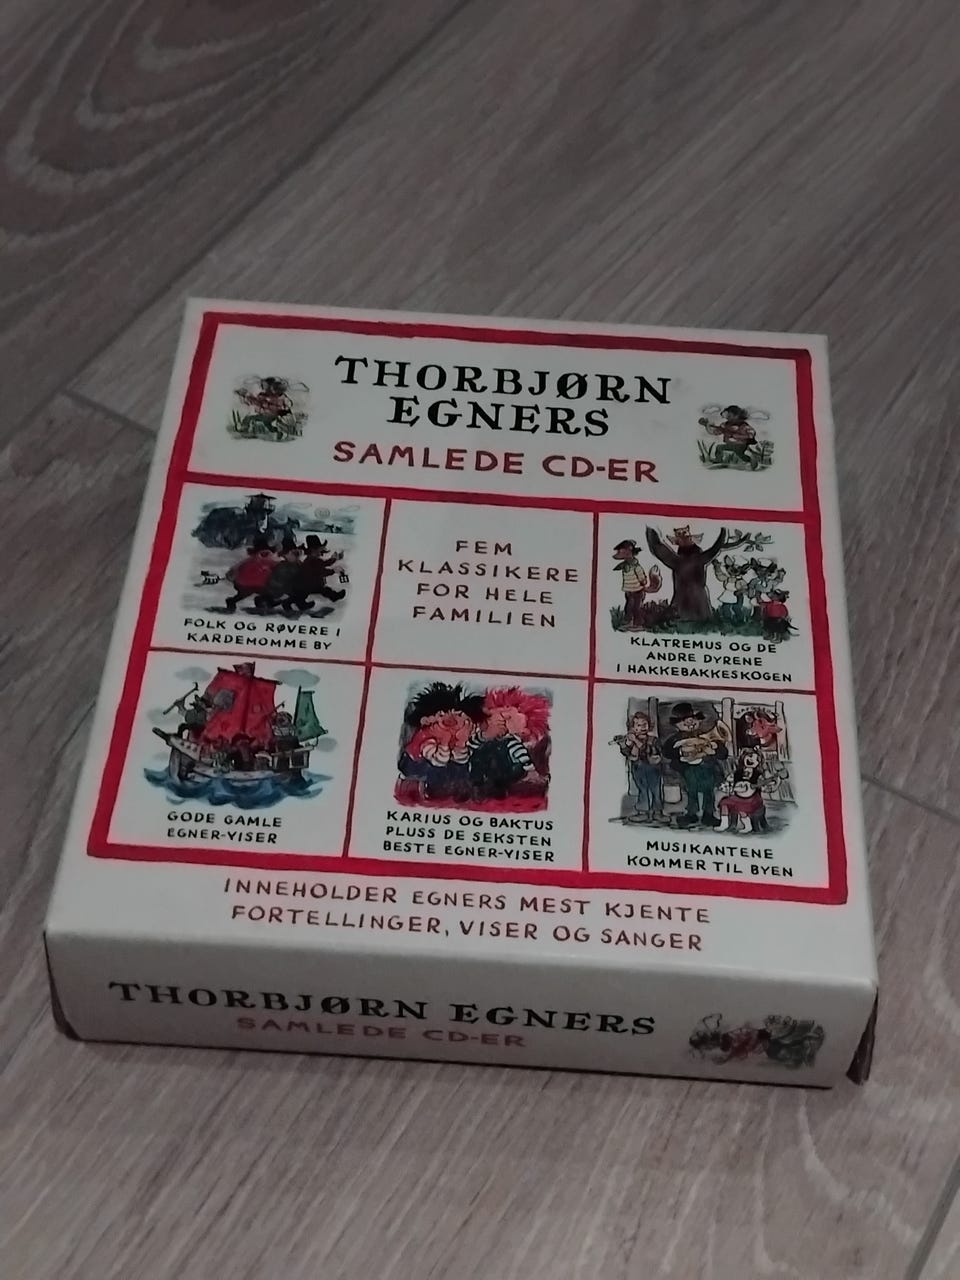 THORBJØRN
EGNERS
SAMLEDE CD-ER
FOLK OG RØVERE I
KARDEMOMME BY
FEM
KLASSIKERE
FOR HELE
FAMILIEN
KLATREMUS OG DE
ANDRE DYRENE
I HAKKEBAKKESKOGEN
GODE GAMLE
EGNER-VISER
KARIUS OG BAKTUS
PLUSS DE SEKSTEN
BESTE EGNER-VISER
MUSIKANTENE
KOMMER TIL BYEN
INNEHOLDER EGNERS MEST KJENTE
FORTELLINGER, VISER OG SANGER
THORBJØRN EGNERS
SAMLEDE CD-ER